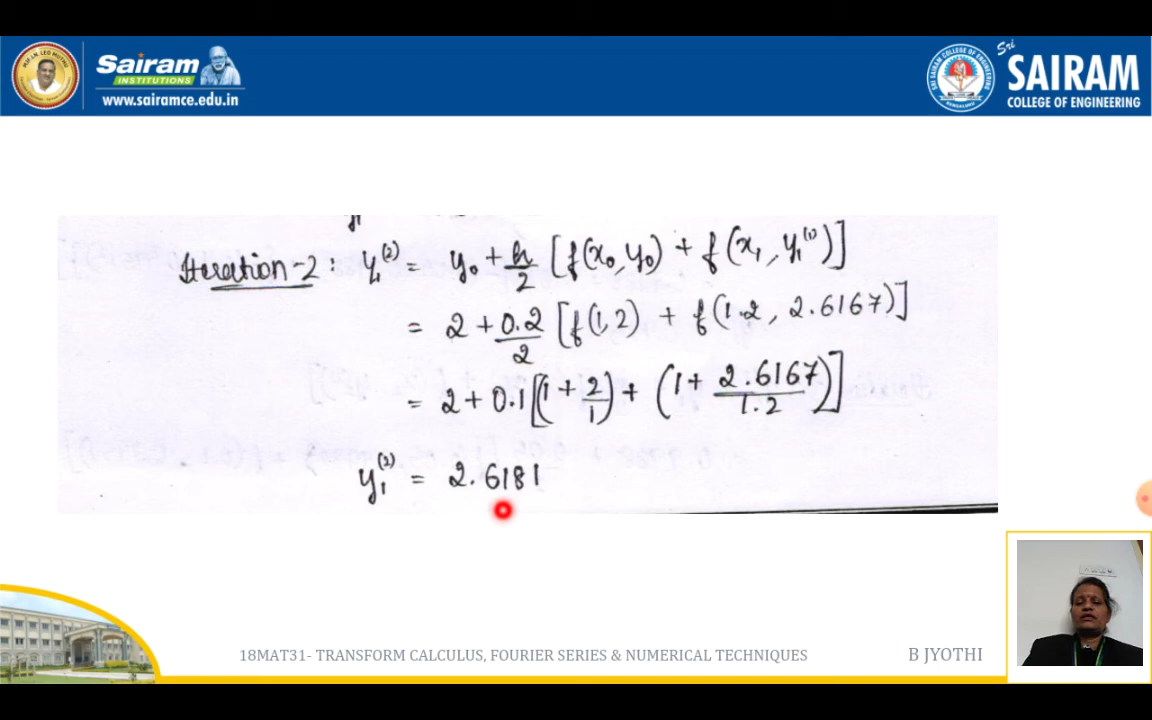 Sairam
INSTITUTIONS
www.sairamce.edu.in
Sri
SAIRAM
COLLEGE OF ENGINEERING
Iteration-2 : y₁⁽²⁾ = y₀ + h/2 [f(x₀, y₀) + f(x₁, y₁⁽¹⁾)]
= 2 + 0.2/2 [f(1,2) + f(1.2, 2.6167)]
= 2 + 0.1[(1 + 2/1) + (1 + 2.6167/1.2)]
y₁⁽²⁾ = 2.6181
18MAT31- TRANSFORM CALCULUS, FOURIER SERIES & NUMERICAL TECHNIQUES
B JYOTHI